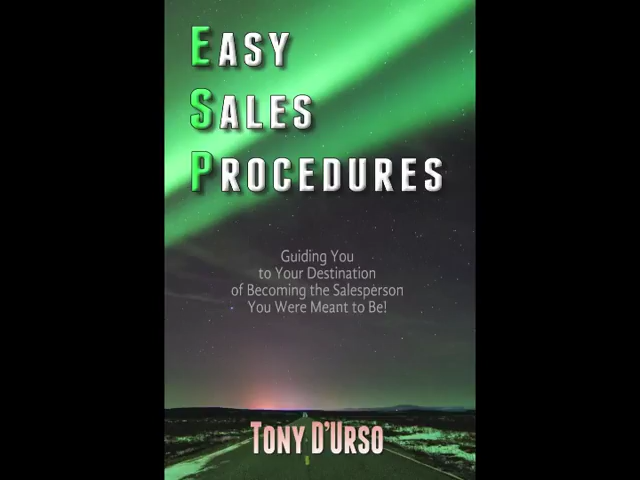 EASY
SALES
PROCEDURES
Guiding You
to Your Destination
of Becoming the Salesperson
You Were Meant to Be!
TONY D'URSO